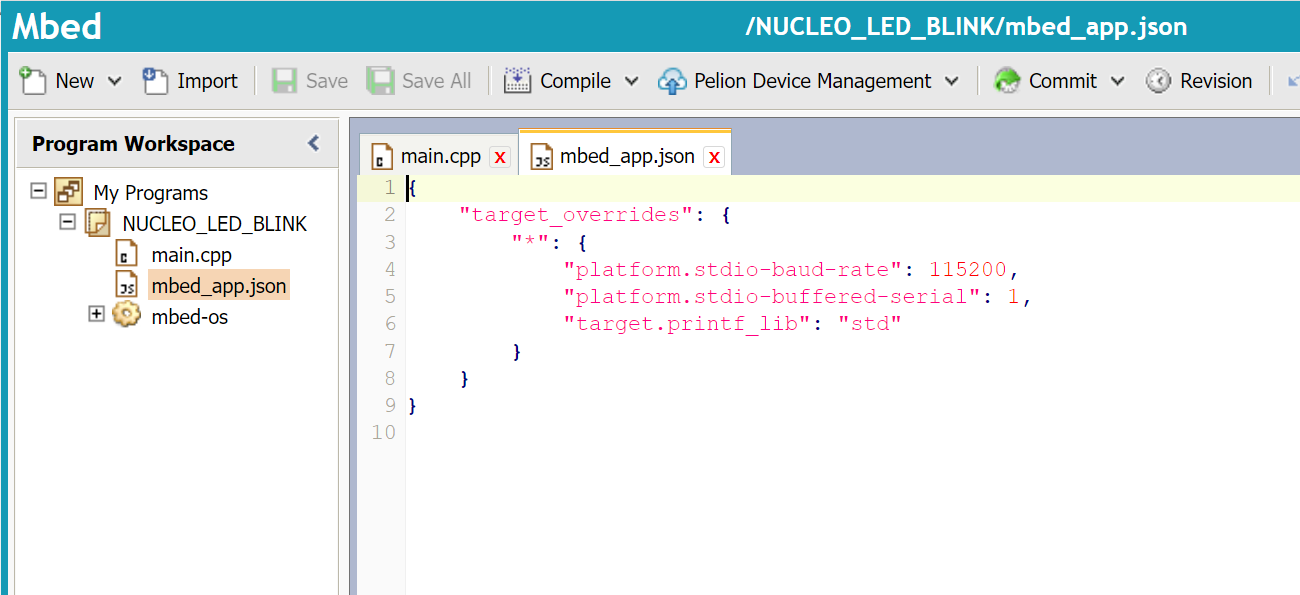 Mbed
/NUCLEO_LED_BLINK/mbed_app.json
New Import Save Save All Compile Pelion Device Management Commit Revision
Program Workspace
My Programs
NUCLEO_LED_BLINK
main.cpp
mbed_app.json
mbed-os
main.cpp x mbed_app.json x
1 {
2     "target_overrides": {
3         "*": {
4             "platform.stdio-baud-rate": 115200,
5             "platform.stdio-buffered-serial": 1,
6             "target.printf_lib": "std"
7         }
8     }
9 }
10